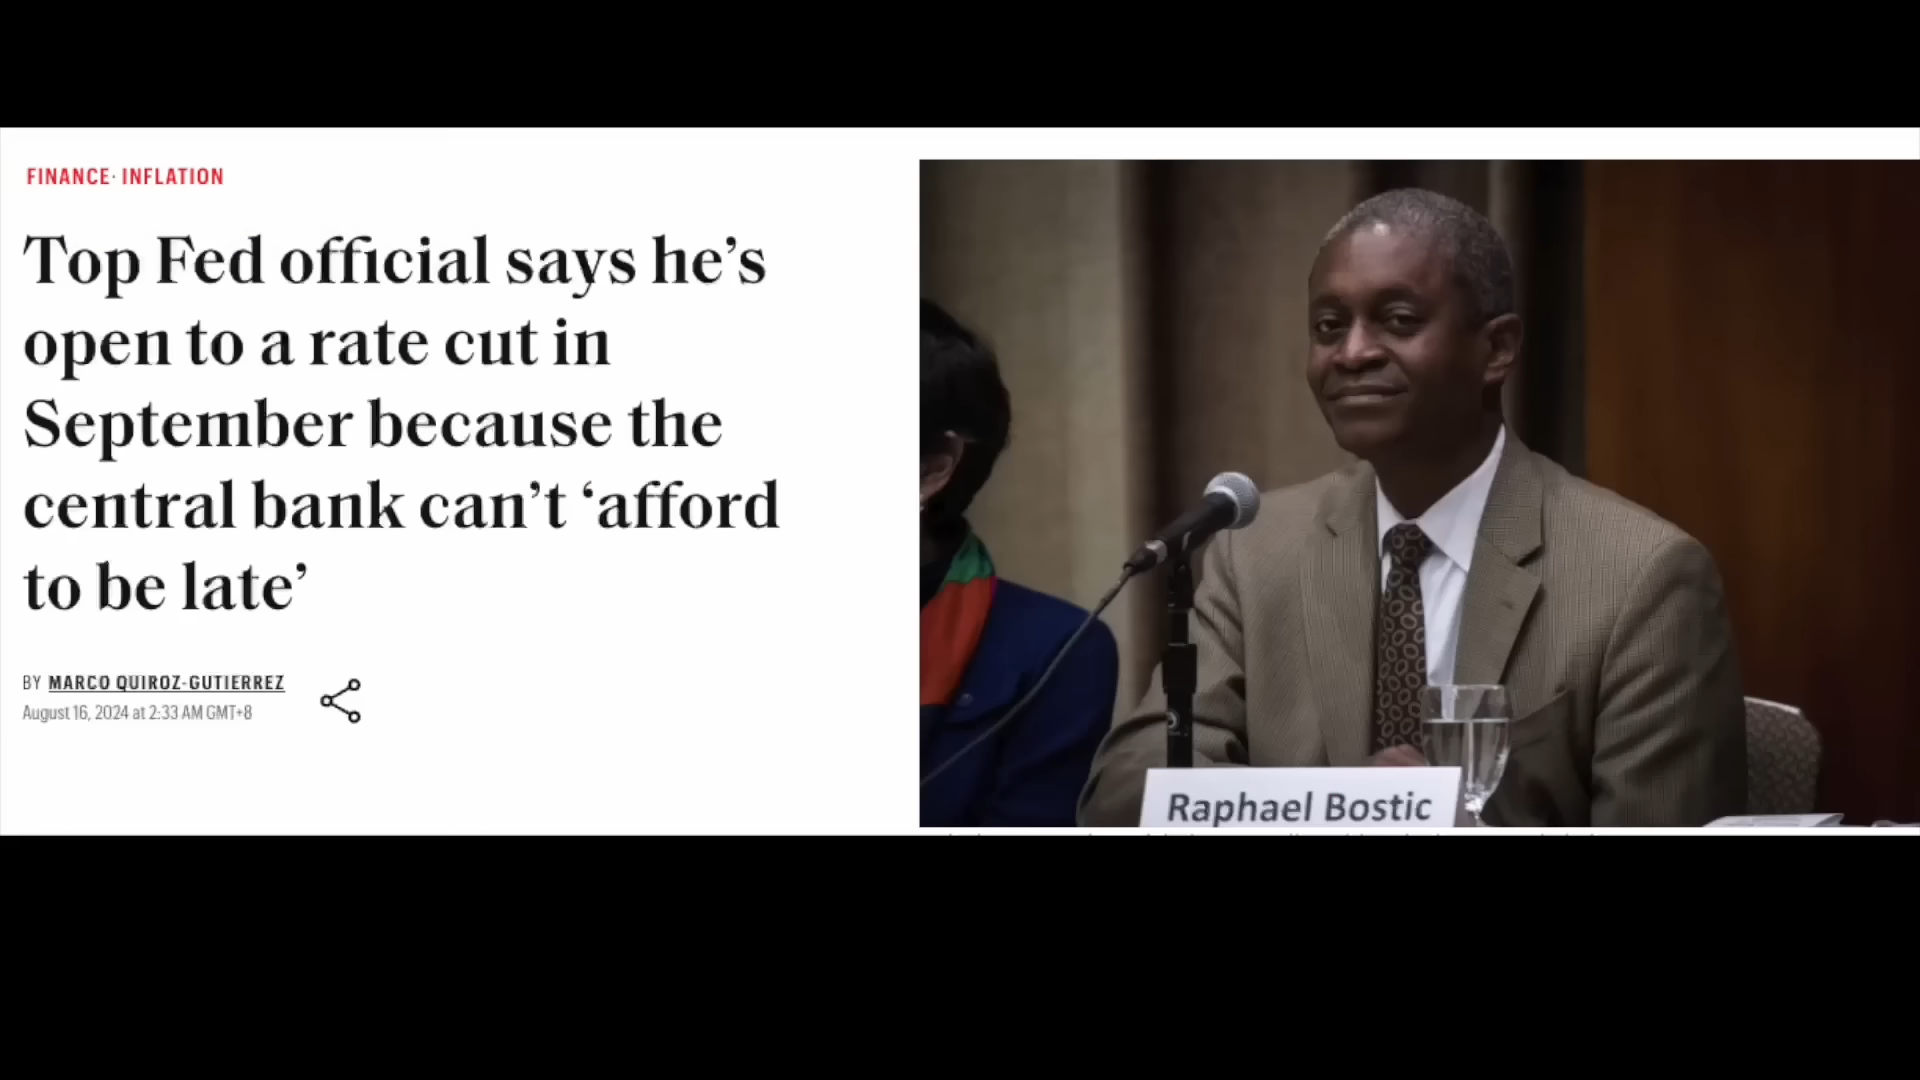 FINANCE· INFLATION
Top Fed official says he’s
open to a rate cut in
September because the
central bank can’t ‘afford
to be late’
BY MARCO QUIROZ-GUTIERREZ
August 16, 2024 at 2:33 AM GMT+8
Raphael Bostic